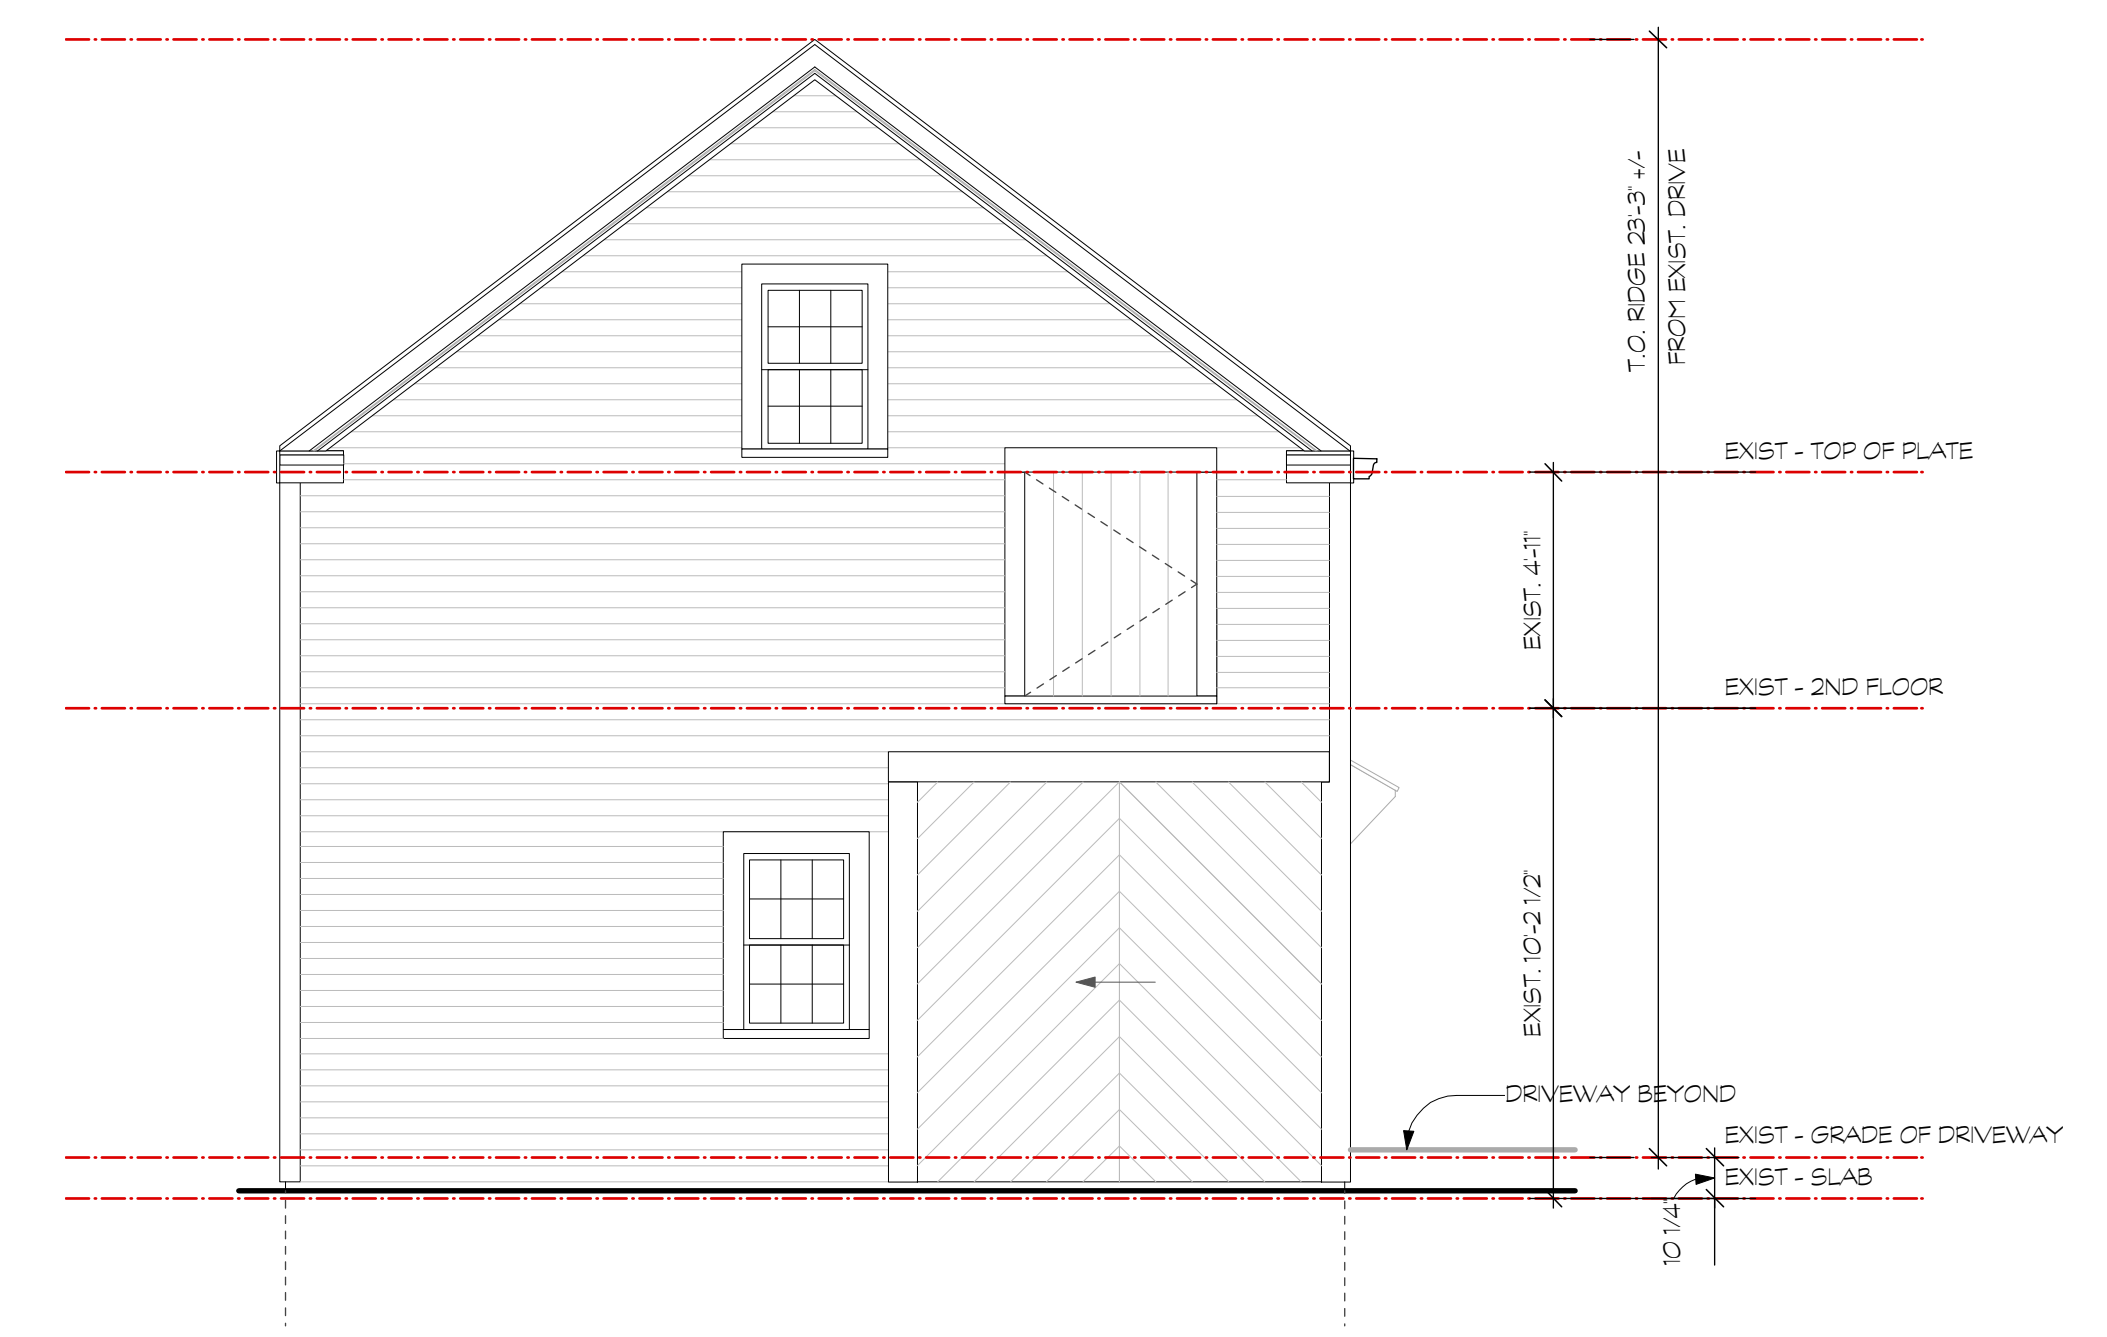 T.O. RIDGE 23'-3" +/-
FROM EXIST. DRIVE
EXIST - TOP OF PLATE
EXIST. 4'-11"
EXIST - 2ND FLOOR
EXIST. 10'-2 1/2"
DRIVEWAY BEYOND
EXIST - GRADE OF DRIVEWAY
EXIST - SLAB
10 1/4"